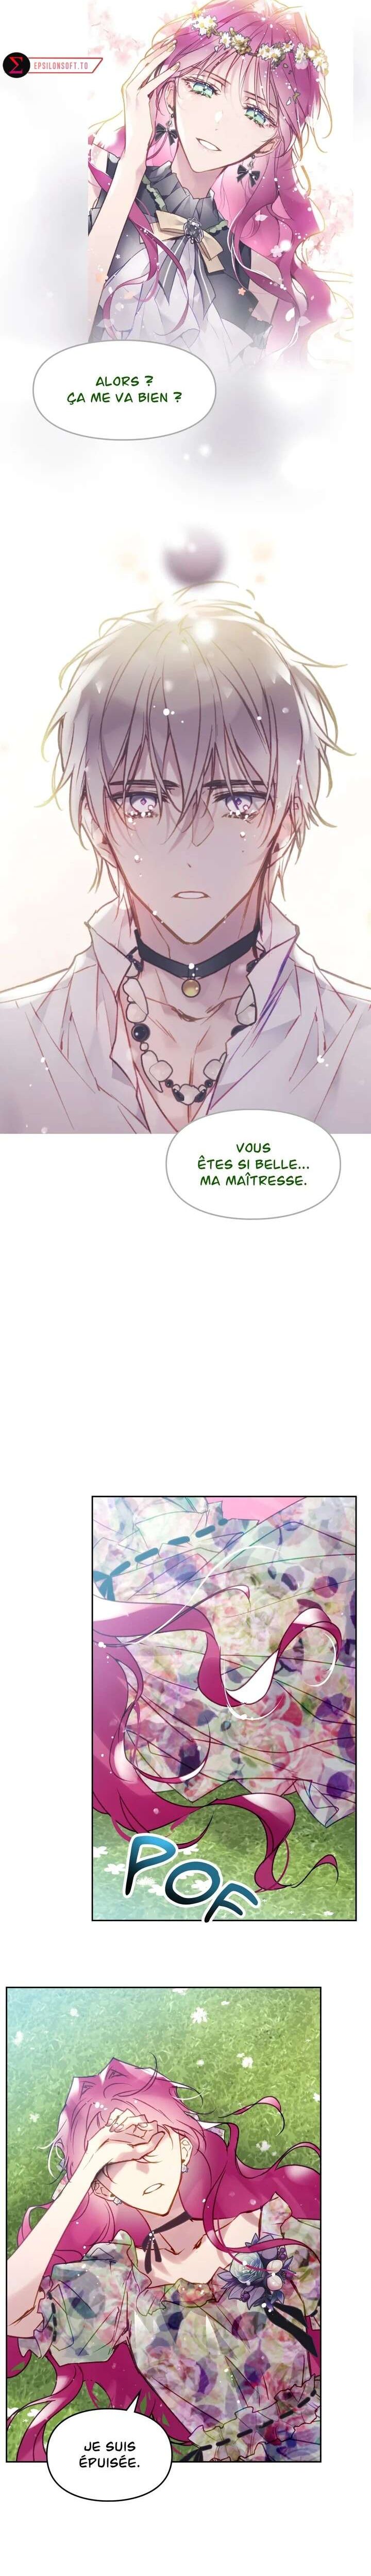 EPSILONSOFT.TO
ALORS ?
ÇA ME VA BIEN ?
VOUS
ÊTES SI BELLE...
MA MAÎTRESSE.
POF
JE SUIS
ÉPUISÉE.